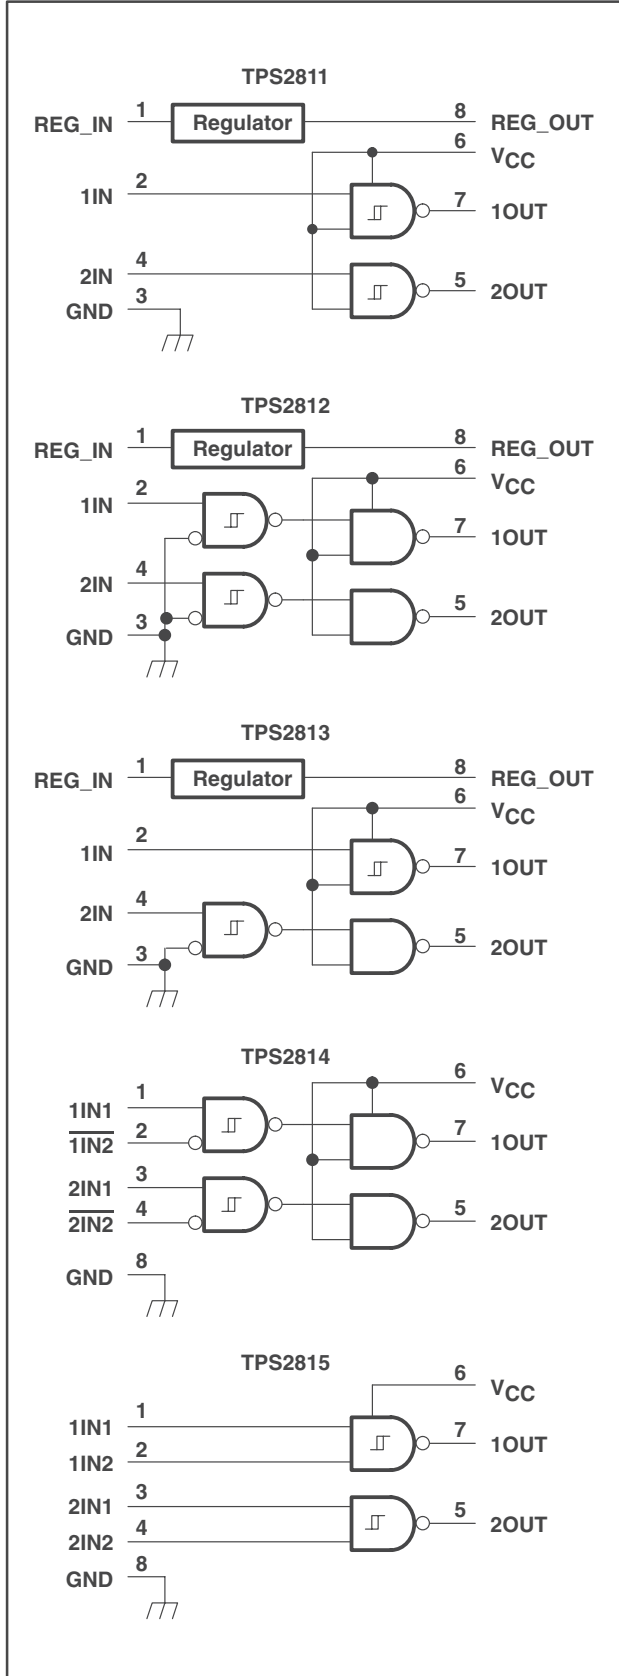 TPS2811
REG_IN 1 Regulator 8 REG_OUT
6 VCC
1IN 2 7 1OUT
2IN 4 5 2OUT
GND 3
TPS2812
REG_IN 1 Regulator 8 REG_OUT
6 VCC
1IN 2 7 1OUT
2IN 4 5 2OUT
GND 3
TPS2813
REG_IN 1 Regulator 8 REG_OUT
6 VCC
1IN 2 7 1OUT
2IN 4 5 2OUT
GND 3
TPS2814
6 VCC
1IN1 1
1IN2 2 7 1OUT
2IN1 3
2IN2 4 5 2OUT
GND 8
TPS2815
6 VCC
1IN1 1 7 1OUT
1IN2 2
2IN1 3 5 2OUT
2IN2 4
GND 8